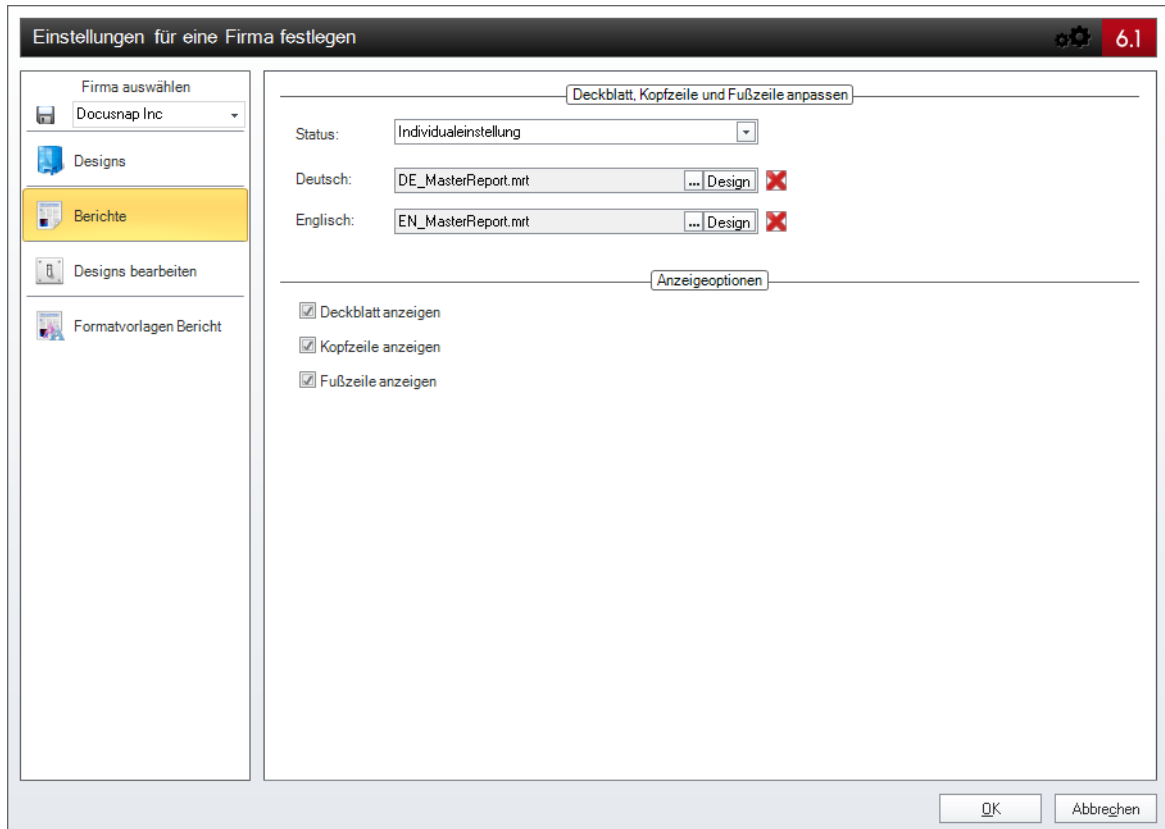 Einstellungen für eine Firma festlegen
6.1
Firma auswählen
Docusnap Inc
Designs
Berichte
Designs bearbeiten
Formatvorlagen Bericht
Deckblatt, Kopfzeile und Fußzeile anpassen
Status: Individualeinstellung
Deutsch: DE_MasterReport.mrt ... Design
Englisch: EN_MasterReport.mrt ... Design
Anzeigeoptionen
Deckblatt anzeigen
Kopfzeile anzeigen
Fußzeile anzeigen
OK Abbrechen